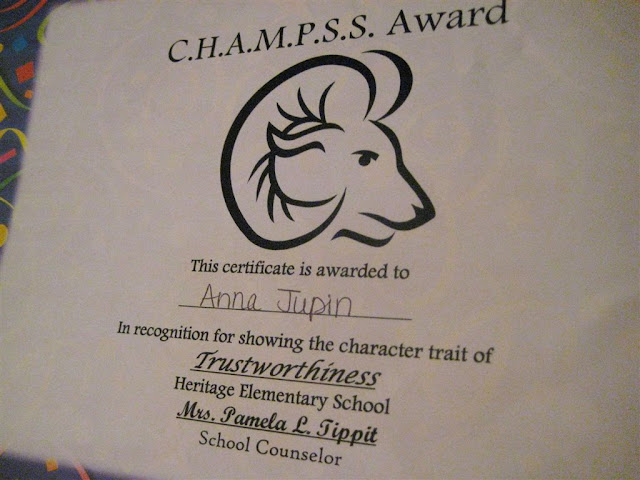 C.H.A.M.P.S.S. Award
This certificate is awarded to
Anna Jupin
In recognition for showing the character trait of
Trustworthiness
Heritage Elementary School
Mrs. Pamela L. Tippit
School Counselor